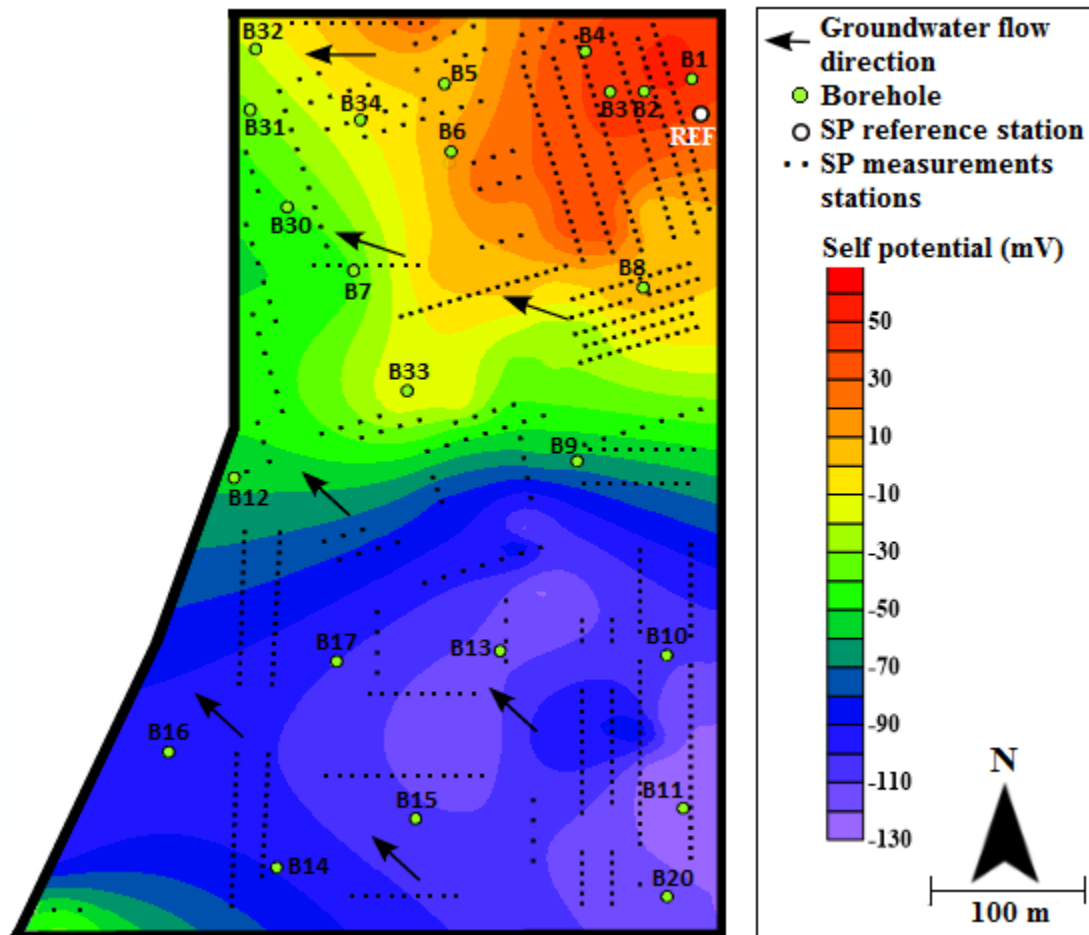 B32
B4
B1
B5
B3
B2
B31
B34
REF
B6
B30
B8
B7
B33
B9
B12
B17
B13
B10
B16
B11
B15
B14
B20
Groundwater flow
direction
Borehole
SP reference station
SP measurements
stations
Self potential (mV)
50
30
10
-10
-30
-50
-70
-90
-110
-130
N
100 m